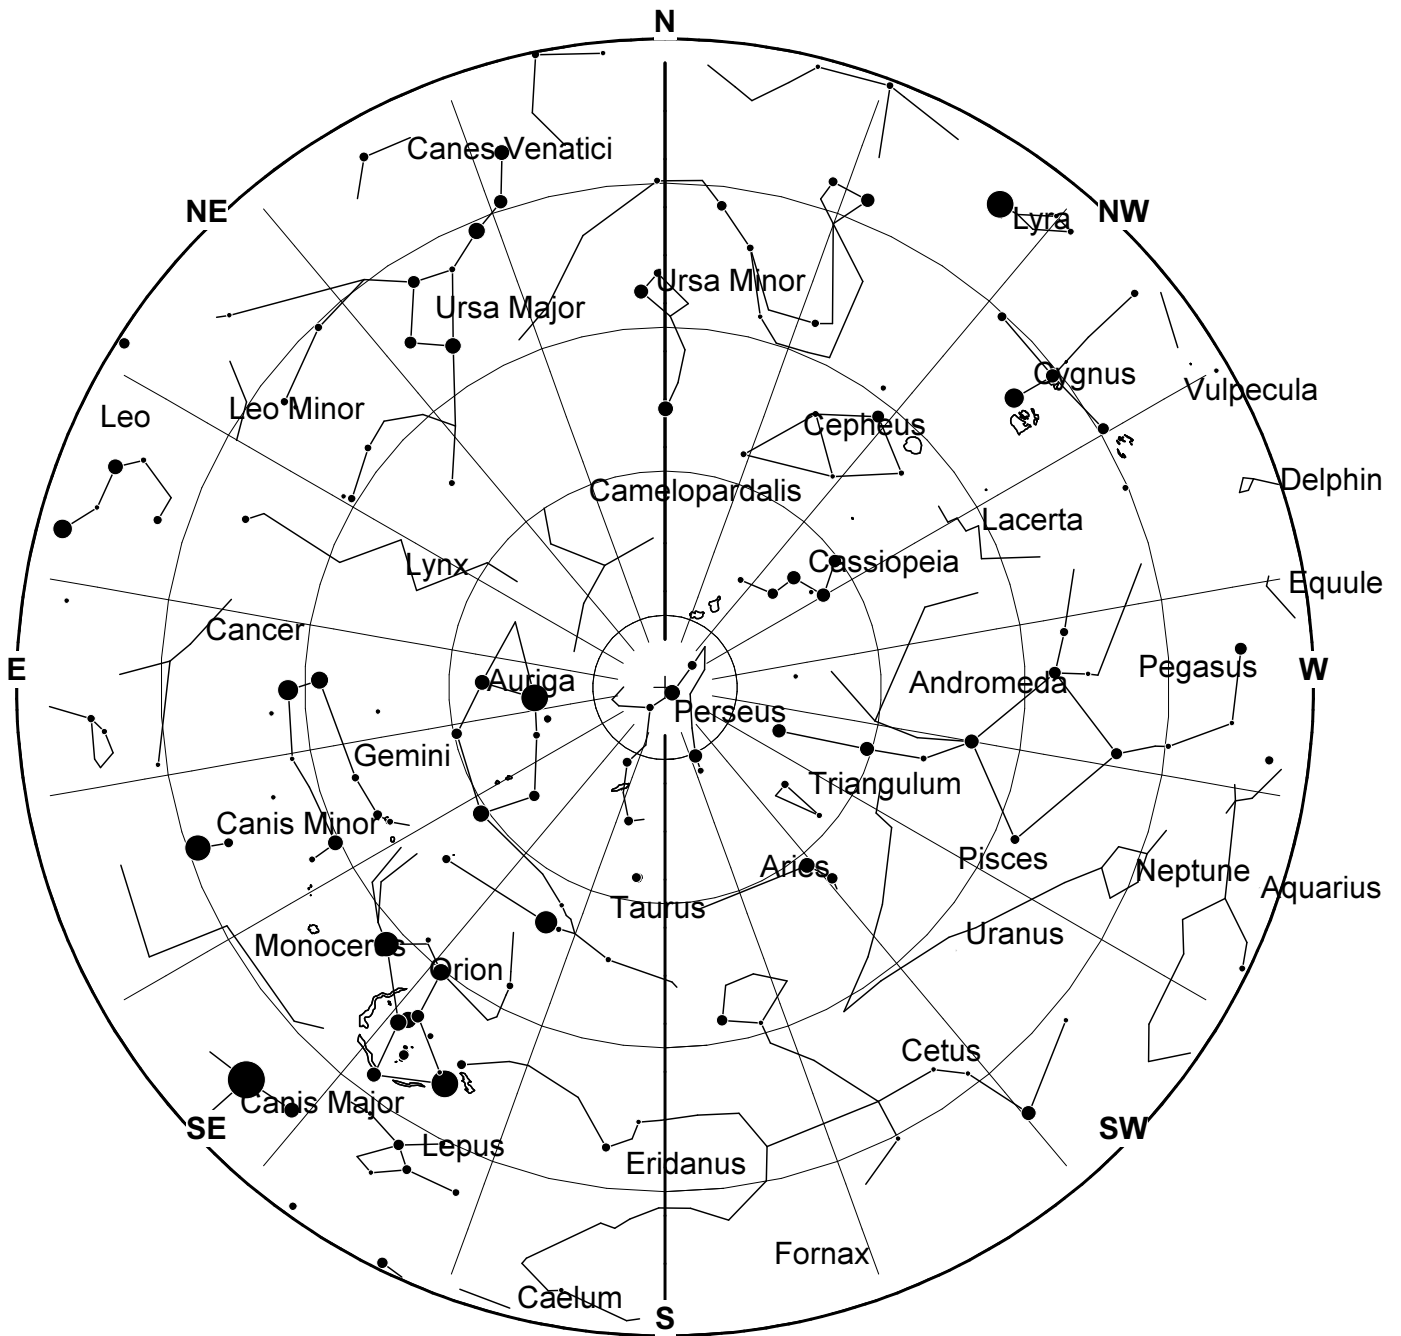 N
Canes Venatici
NE
NW
Lyra
Ursa Minor
Ursa Major
Cygnus
Vulpecula
Leo
Leo Minor
Cepheus
Delphin
Camelopardalis
Lacerta
Cassiopeia
Lynx
Equule
Cancer
E
W
Pegasus
Auriga
Andromeda
Perseus
Gemini
Triangulum
Canis Minor
Pisces
Aries
Neptune
Aquarius
Taurus
Uranus
Monoceros
Orion
Cetus
Canis Major
SE
SW
Lepus
Eridanus
Fornax
Caelum
S